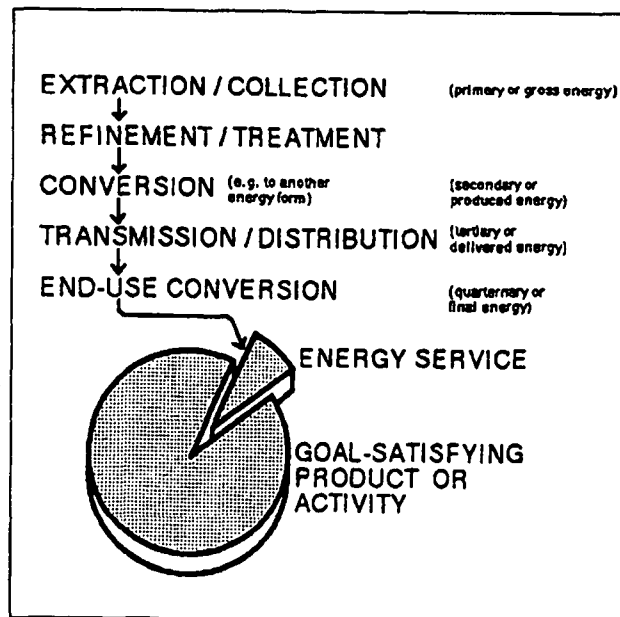 EXTRACTION / COLLECTION (primary or gross energy)
REFINEMENT / TREATMENT
CONVERSION (e.g. to another energy form) (secondary or produced energy)
TRANSMISSION / DISTRIBUTION (tertiary or delivered energy)
END-USE CONVERSION (quarternary or final energy)
ENERGY SERVICE
GOAL-SATISFYING
PRODUCT OR
ACTIVITY